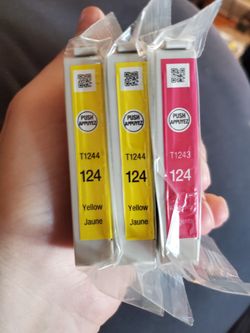 PUSH
APPUYEZ
T1244
124
Yellow
Jaune
PUSH
APPUYEZ
T1244
124
Yellow
Jaune
PUSH
APPUYEZ
T1243
124